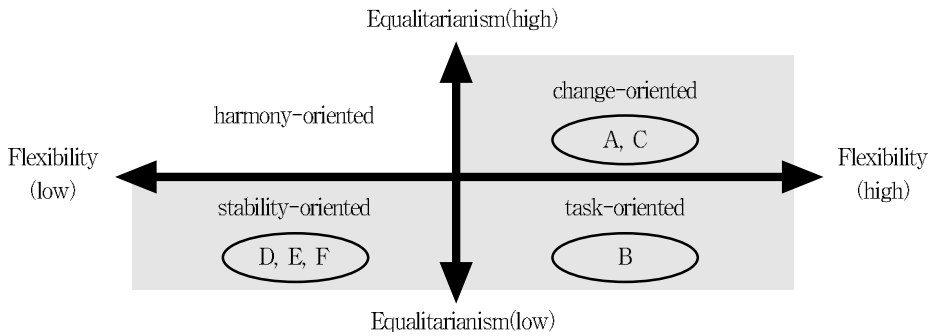 Equalitarianism(high)
change-oriented
harmony-oriented
A, C
Flexibility
(low)
Flexibility
(high)
stability-oriented
task-oriented
D, E, F
B
Equalitarianism(low)